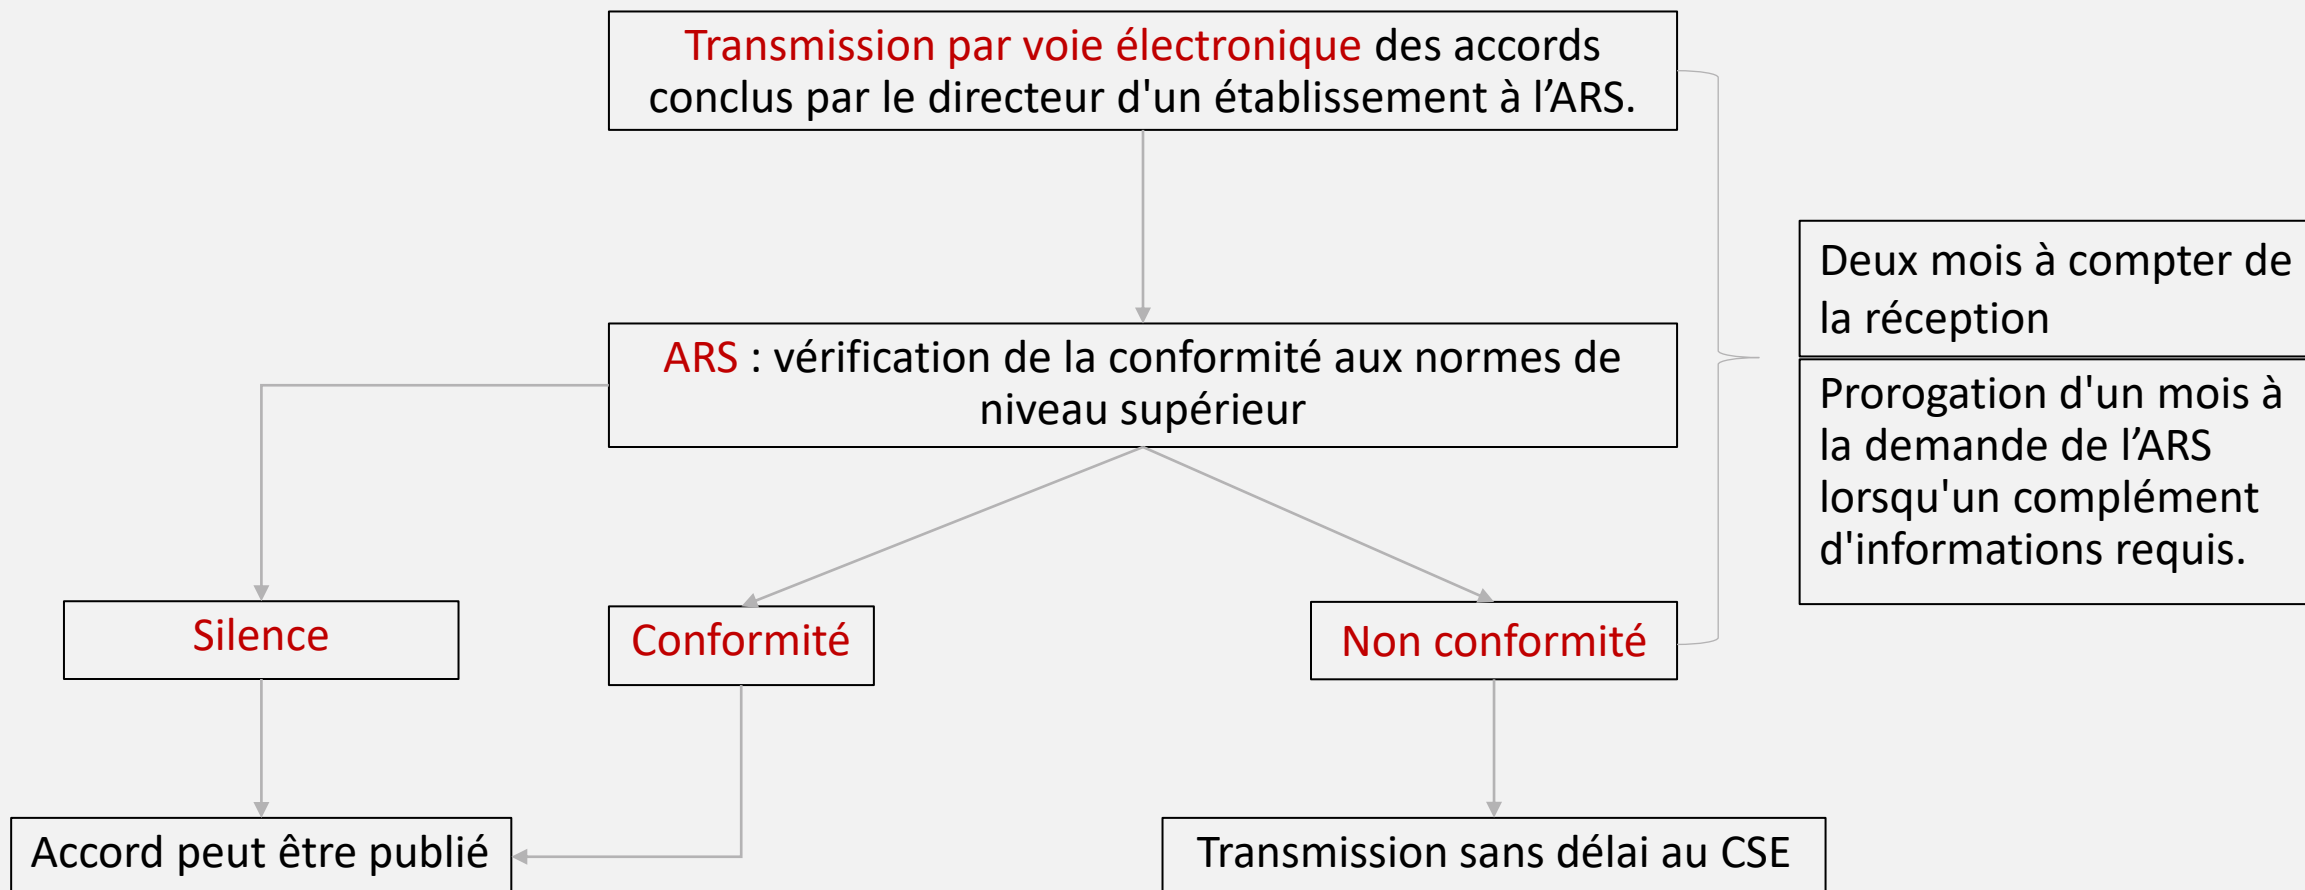 Transmission par voie électronique des accords
conclus par le directeur d'un établissement à l’ARS.
Deux mois à compter de
la réception
ARS : vérification de la conformité aux normes de
niveau supérieur
Prorogation d'un mois à
la demande de l’ARS
lorsqu'un complément
d'informations requis.
Silence
Conformité
Non conformité
Accord peut être publié
Transmission sans délai au CSE